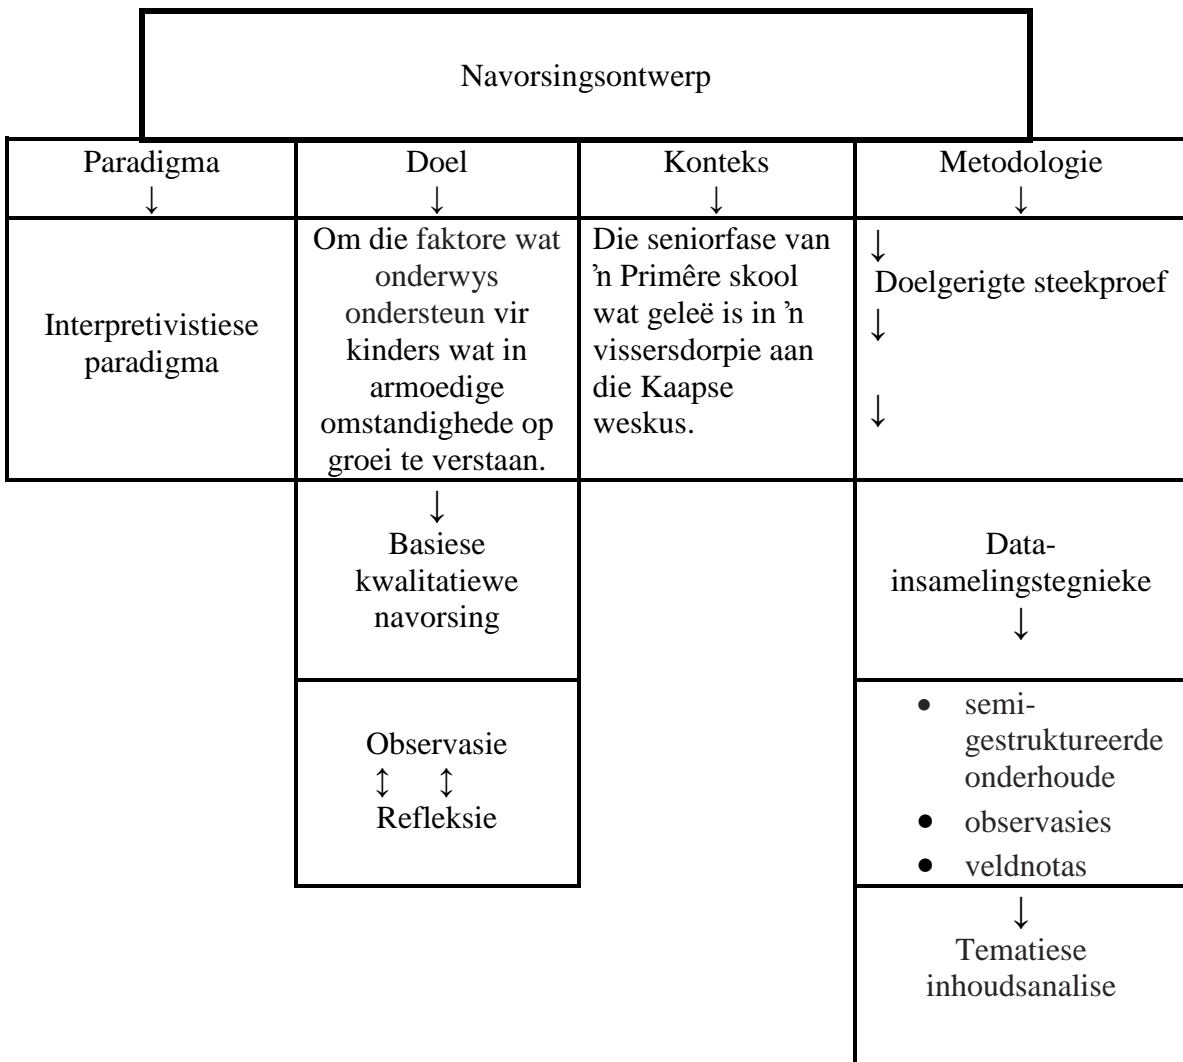 Navorsingsontwerp
Paradigma
↓
Doel
↓
Konteks
↓
Metodologie
↓
Interpretivistiese
paradigma
Om die faktore wat
onderwys
ondersteun vir
kinders wat in
armoedige
omstandighede op
groei te verstaan.
Die seniorfase van
'n Primêre skool
wat geleë is in 'n
vissersdorpie aan
die Kaapse
weskus.
↓
Doelgerigte steekproef
↓
↓
↓
Basiese
kwalitatiewe
navorsing
Data-
insamelingstegnieke
↓
Observasie
↕ ↕
Refleksie
• semi-
gestruktureerde
onderhoude
• observasies
• veldnotas
↓
Tematiese
inhoudsanalise